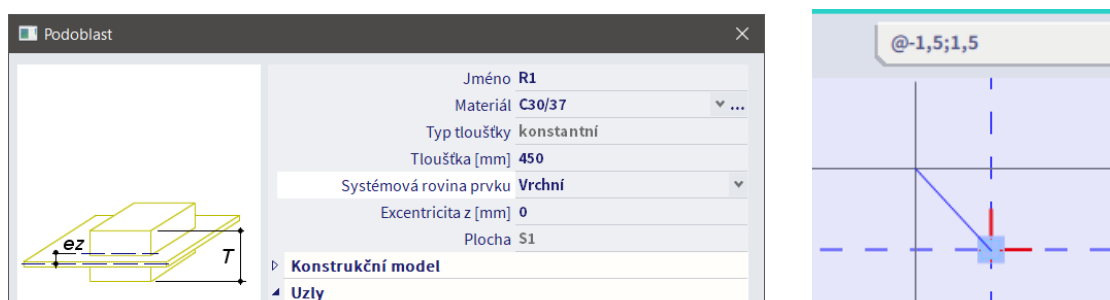 Podoblast
Jméno R1
Materiál C30/37 ...
Typ tloušťky konstantní
Tloušťka [mm] 450
Systémová rovina prvku Vrchní
Excentricita z [mm] 0
Plocha S1
Konstrukční model
Uzly
ez
T
@-1,5;1,5